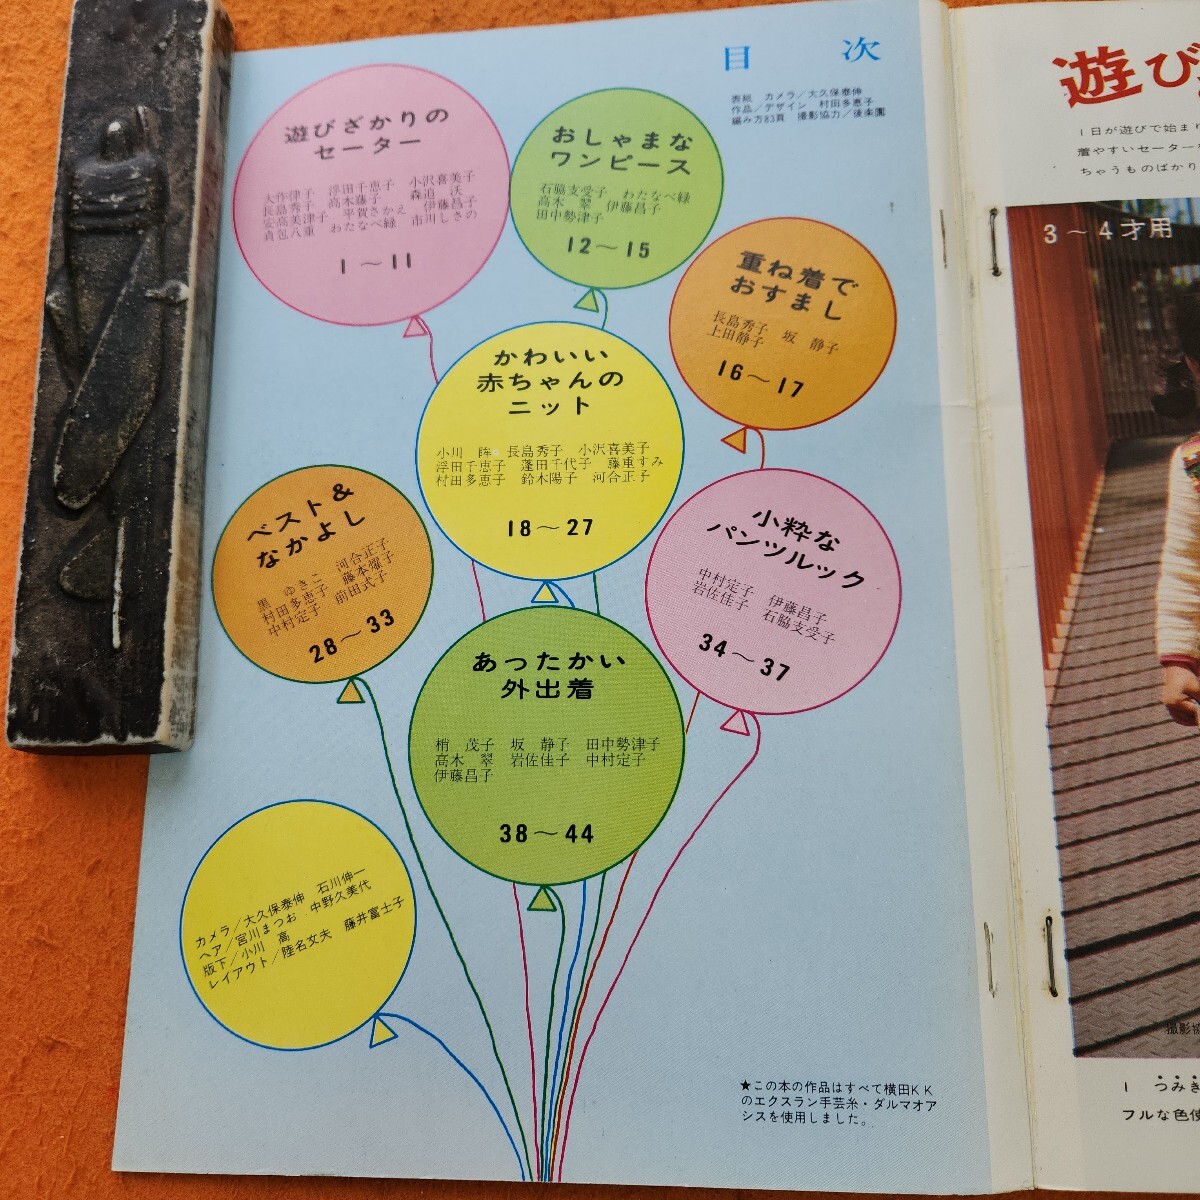 目次
表紙　カメラ／大久保泰伸
作品／デザイン　村田多恵子
編み方83頁　撮影協力／後楽園
遊びざかりの
セーター
大作律子　浮田千恵子　小沢喜美子
長島秀子　高木藤子　森迫　沃
安高美津子　平賀さかえ　伊藤昌子
貞包八重　わたなべ緑　市川しさの
1～11
おしゃまな
ワンピース
石脇支受子　わたなべ緑
高木　翠　伊藤昌子
田中勢津子
12～15
重ね着で
おすまし
長島秀子　坂　静子
上田静子
16～17
かわいい
赤ちゃんの
ニット
小川　眸　長島秀子　小沢喜美子
浮田千恵子　蓬田千代子　藤重すみ
村田多恵子　鈴木陽子　河合正子
18～27
ベスト＆
なかよし
黒　ゆきこ　河合正子
村田多恵子　藤本燿子
中村定子　前田式子
28～33
小粋な
パンツルック
中村定子　伊藤昌子
岩佐佳子　石脇支受子
34～37
あったかい
外出着
梢　茂子　坂　静子　田中勢津子
高木　翠　岩佐佳子　中村定子
伊藤昌子
38～44
カメラ／大久保泰伸　石川伸一
ヘア／宮川まつお　中野久美代
版下／小川　高
レイアウト／陸名文夫　藤井富士子
★この本の作品はすべて横田KK
のエクスラン手芸糸・ダルマオア
シスを使用しました。
遊び
1日が遊びで始まり
着やすいセーター
ちゃうものばかり
3～4才用
撮影協
1　つみき
フルな色使